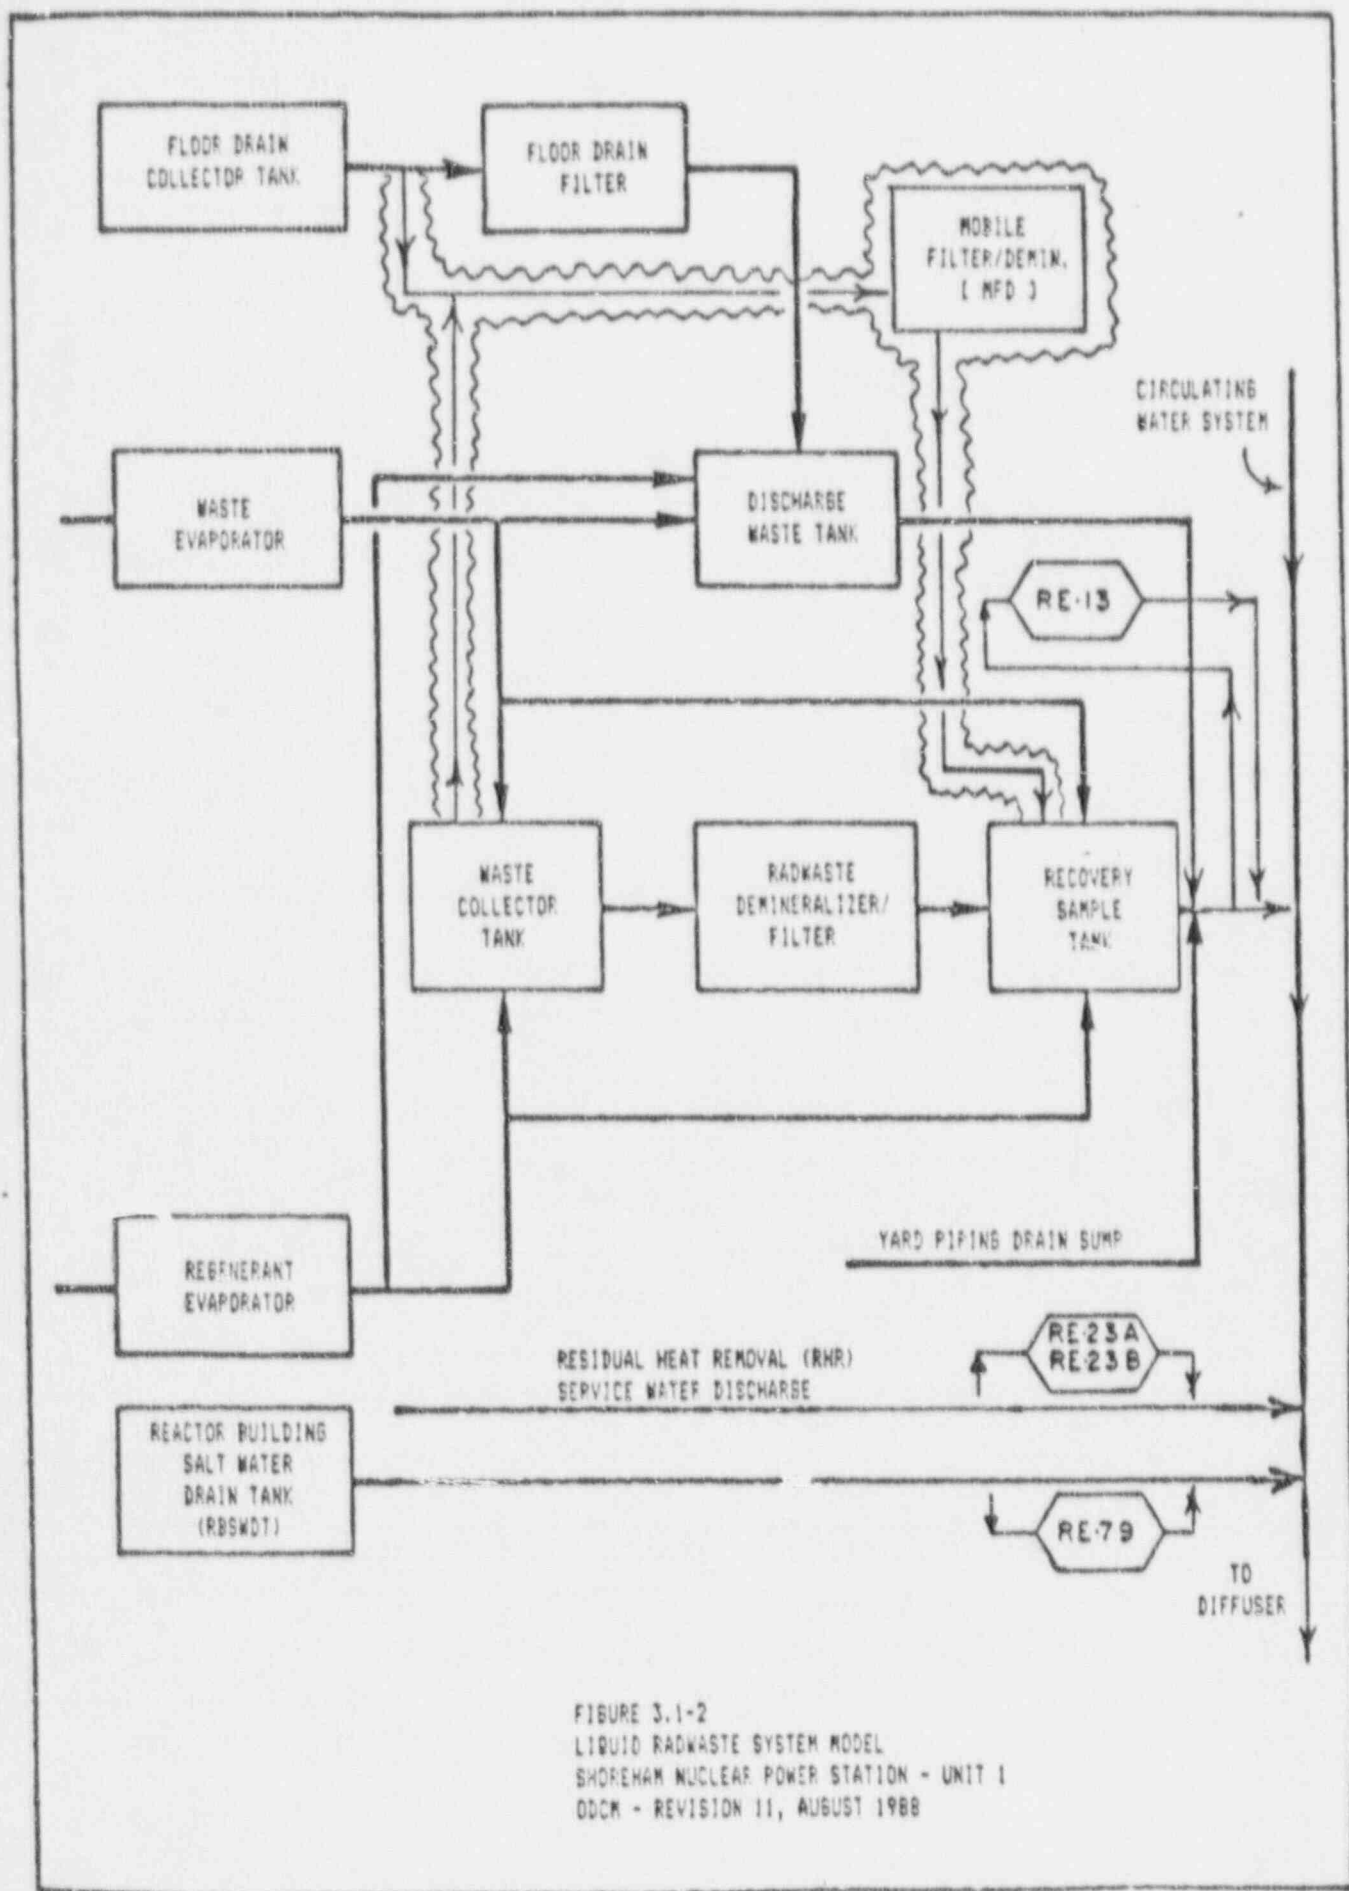 FLOOR DRAIN
COLLECTOR TANK
FLOOR DRAIN
FILTER
MOBILE
FILTER/DEMIN.
( MFD )
CIRCULATING
WATER SYSTEM
WASTE
EVAPORATOR
DISCHARGE
WASTE TANK
RE-13
WASTE
COLLECTOR
TANK
RADWASTE
DEMINERALIZER/
FILTER
RECOVERY
SAMPLE
TANK
YARD PIPING DRAIN SUMP
REGENERANT
EVAPORATOR
RE-23A
RE-23B
RESIDUAL HEAT REMOVAL (RHR)
SERVICE WATER DISCHARGE
REACTOR BUILDING
SALT WATER
DRAIN TANK
(RBSWDT)
RE-79
TO
DIFFUSER
FIGURE 3.1-2
LIQUID RADWASTE SYSTEM MODEL
SHOREHAM NUCLEAR POWER STATION - UNIT 1
ODCM - REVISION 11, AUGUST 1988